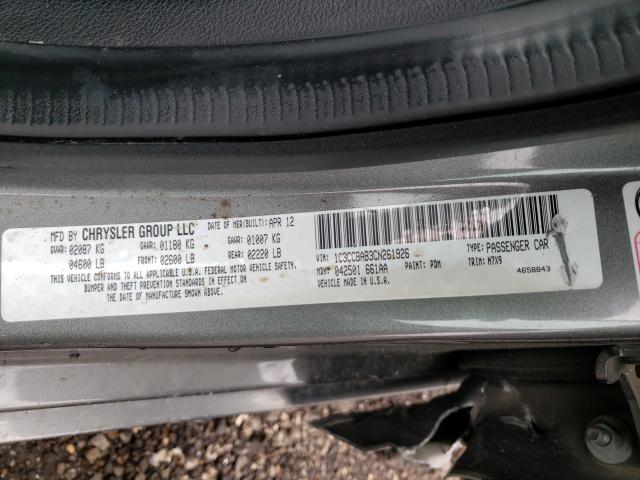 MFD BY CHRYSLER GROUP LLC DATE OF MFR(BUILT): APR 12
GVWR: 02087 KG GAWR: 01180 KG GAWR: 01007 KG
04600 LB FRONT: 02600 LB REAR: 02220 LB
THIS VEHICLE CONFORMS TO ALL APPLICABLE U.S.A. FEDERAL MOTOR VEHICLE SAFETY,
BUMPER AND THEFT PREVENTION STANDARDS IN EFFECT ON
THE DATE OF MANUFACTURE SHOWN ABOVE.
VIN: 1C3CCBAB3CN261926 TYPE: PASSENGER CAR
MDH: 042501 661AA PAINT: PDM TRIM: M7X9
VEHICLE MADE IN U.S.A. 4658843